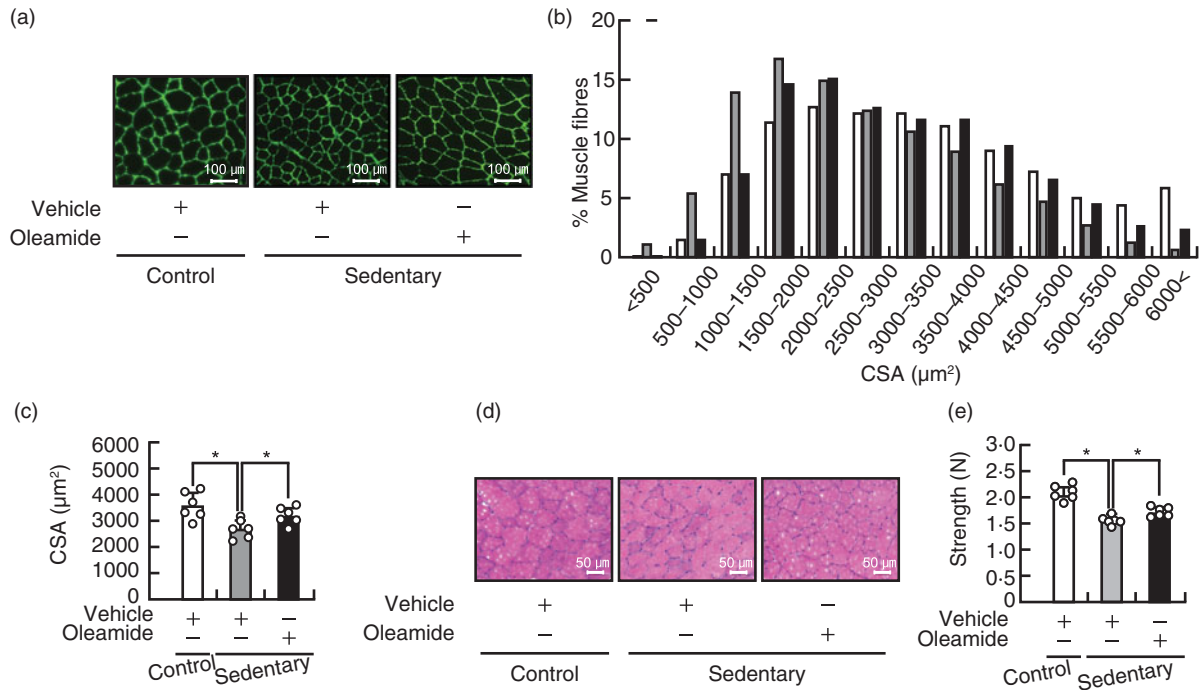 (a)
100 µm
100 µm
100 µm
Vehicle + + −
Oleamide − − +
Control Sedentary
(b)
% Muscle fibres
20
15
10
5
0
<500
500–1000
1000–1500
1500–2000
2000–2500
2500–3000
3000–3500
3500–4000
4000–4500
4500–5000
5000–5500
5500–6000
6000<
CSA (µm²)
(c)
CSA (µm²)
6000
5000
4000
3000
2000
1000
0
* *
Vehicle + + −
Oleamide − − +
Control Sedentary
(d)
50 µm
50 µm
60 µm
Vehicle + + −
Oleamide − − +
Control Sedentary
(e)
Strength (N)
3·0
2·5
2·0
1·5
1·0
0·5
0
* *
Vehicle + + −
Oleamide − − +
Control Sedentary